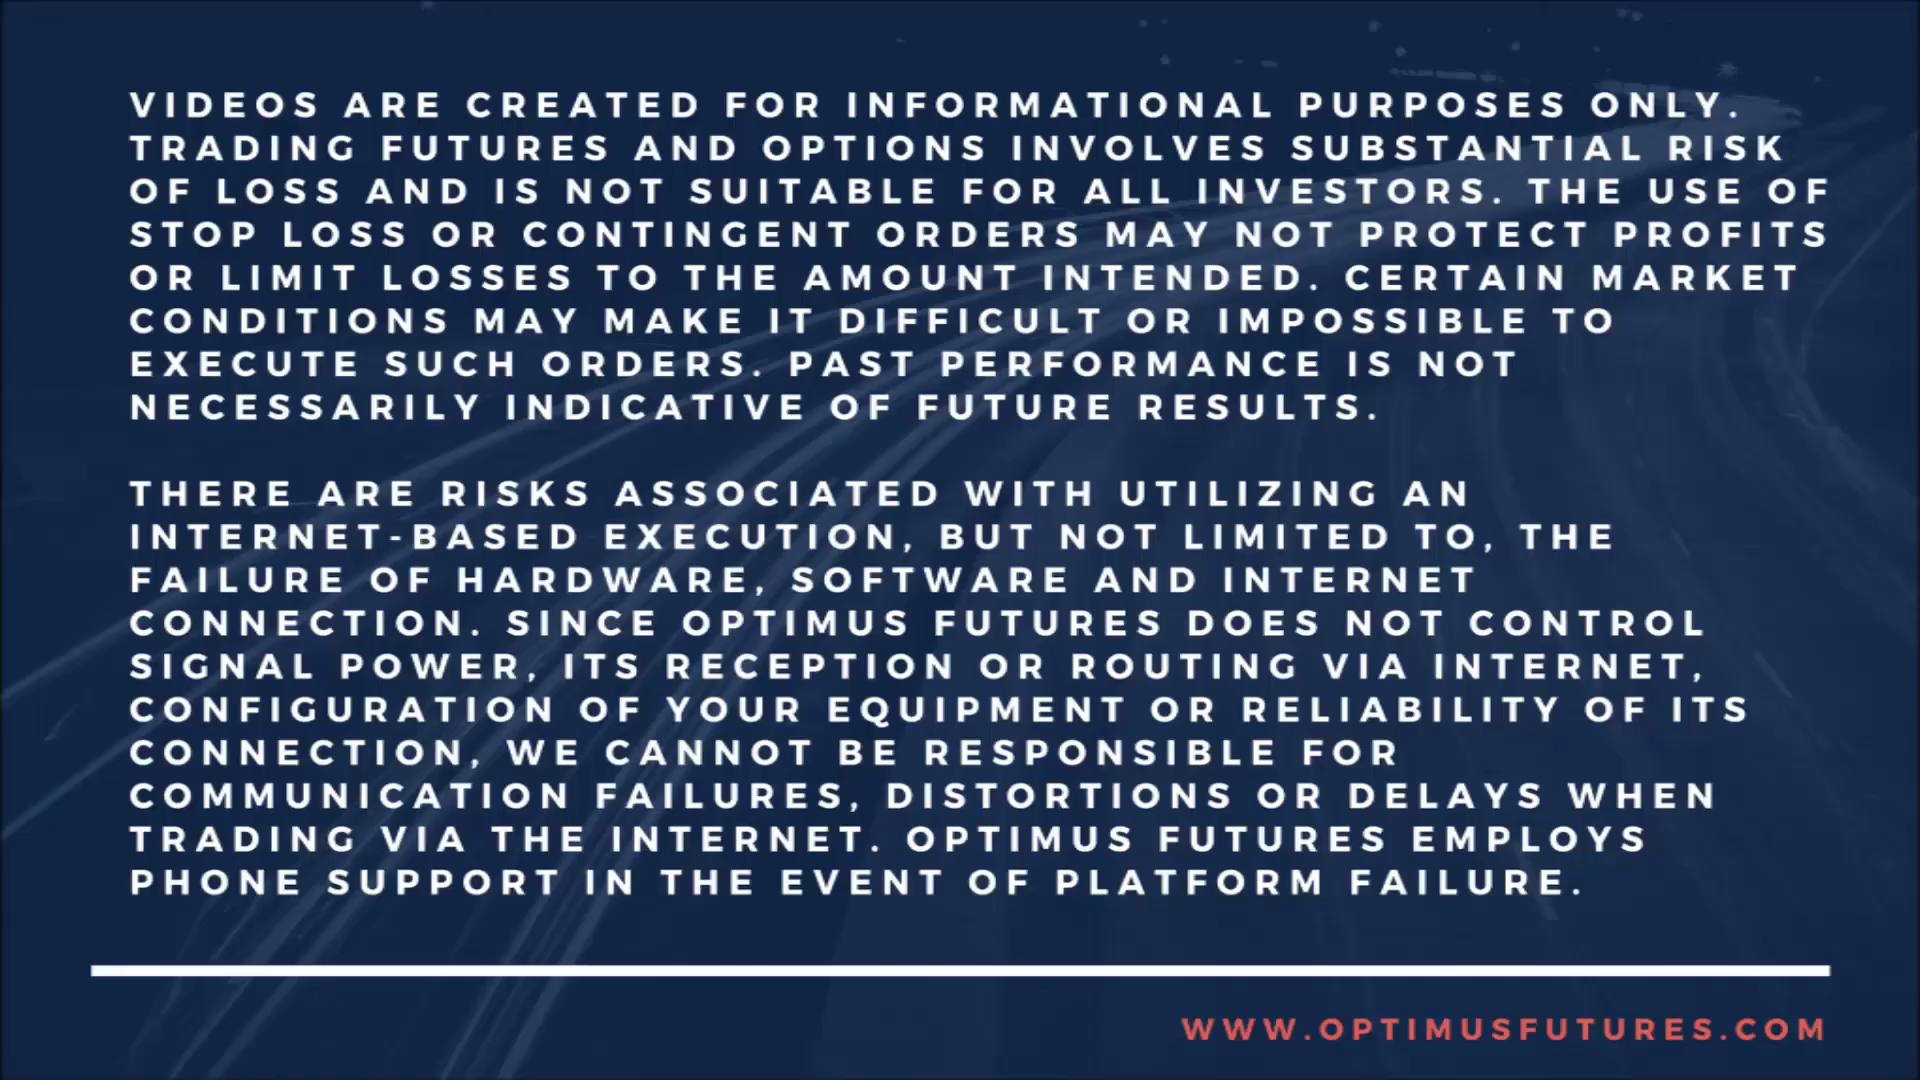 VIDEOS ARE CREATED FOR INFORMATIONAL PURPOSES ONLY.
TRADING FUTURES AND OPTIONS INVOLVES SUBSTANTIAL RISK
OF LOSS AND IS NOT SUITABLE FOR ALL INVESTORS. THE USE OF
STOP LOSS OR CONTINGENT ORDERS MAY NOT PROTECT PROFITS
OR LIMIT LOSSES TO THE AMOUNT INTENDED. CERTAIN MARKET
CONDITIONS MAY MAKE IT DIFFICULT OR IMPOSSIBLE TO
EXECUTE SUCH ORDERS. PAST PERFORMANCE IS NOT
NECESSARILY INDICATIVE OF FUTURE RESULTS.
THERE ARE RISKS ASSOCIATED WITH UTILIZING AN
INTERNET-BASED EXECUTION, BUT NOT LIMITED TO, THE
FAILURE OF HARDWARE, SOFTWARE AND INTERNET
CONNECTION. SINCE OPTIMUS FUTURES DOES NOT CONTROL
SIGNAL POWER, ITS RECEPTION OR ROUTING VIA INTERNET,
CONFIGURATION OF YOUR EQUIPMENT OR RELIABILITY OF ITS
CONNECTION, WE CANNOT BE RESPONSIBLE FOR
COMMUNICATION FAILURES, DISTORTIONS OR DELAYS WHEN
TRADING VIA THE INTERNET. OPTIMUS FUTURES EMPLOYS
PHONE SUPPORT IN THE EVENT OF PLATFORM FAILURE.
WWW.OPTIMUSFUTURES.COM